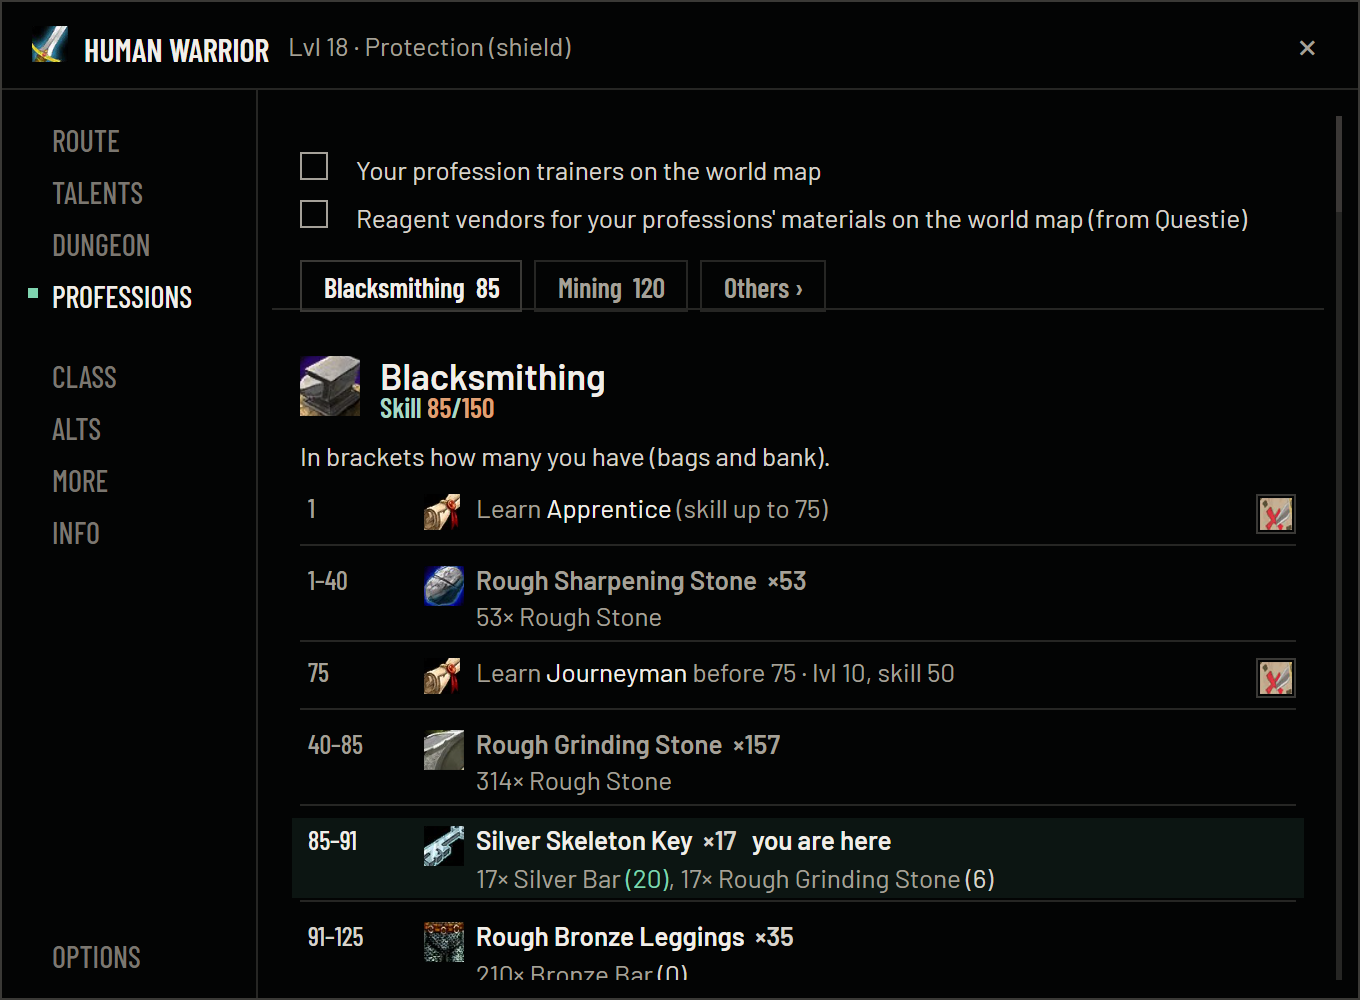 HUMAN WARRIOR Lvl 18 · Protection (shield) ×
ROUTE
TALENTS
DUNGEON
PROFESSIONS
CLASS
ALTS
MORE
INFO
OPTIONS
Your profession trainers on the world map
Reagent vendors for your professions' materials on the world map (from Questie)
Blacksmithing 85 Mining 120 Others ›
Blacksmithing
Skill 85/150
In brackets how many you have (bags and bank).
1 Learn Apprentice (skill up to 75)
1–40 Rough Sharpening Stone ×53
53× Rough Stone
75 Learn Journeyman before 75 · lvl 10, skill 50
40–85 Rough Grinding Stone ×157
314× Rough Stone
85–91 Silver Skeleton Key ×17 you are here
17× Silver Bar (20), 17× Rough Grinding Stone (6)
91–125 Rough Bronze Leggings ×35
210× Bronze Bar (0)